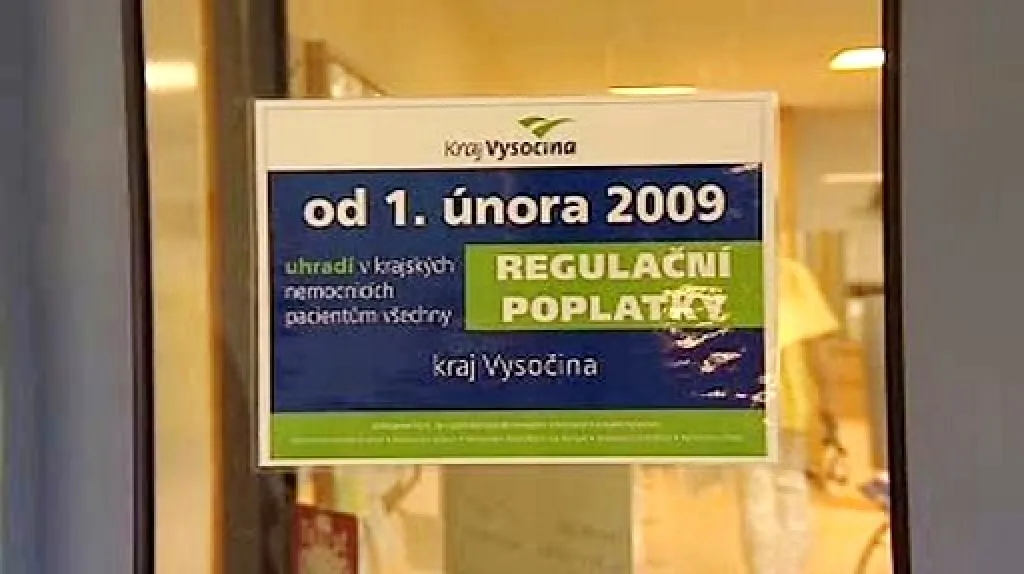 Kraj Vysočina
od 1. února 2009
uhradí v krajských
nemocnicích
pacientům všechny
REGULAČNÍ
POPLATKY
kraj Vysočina